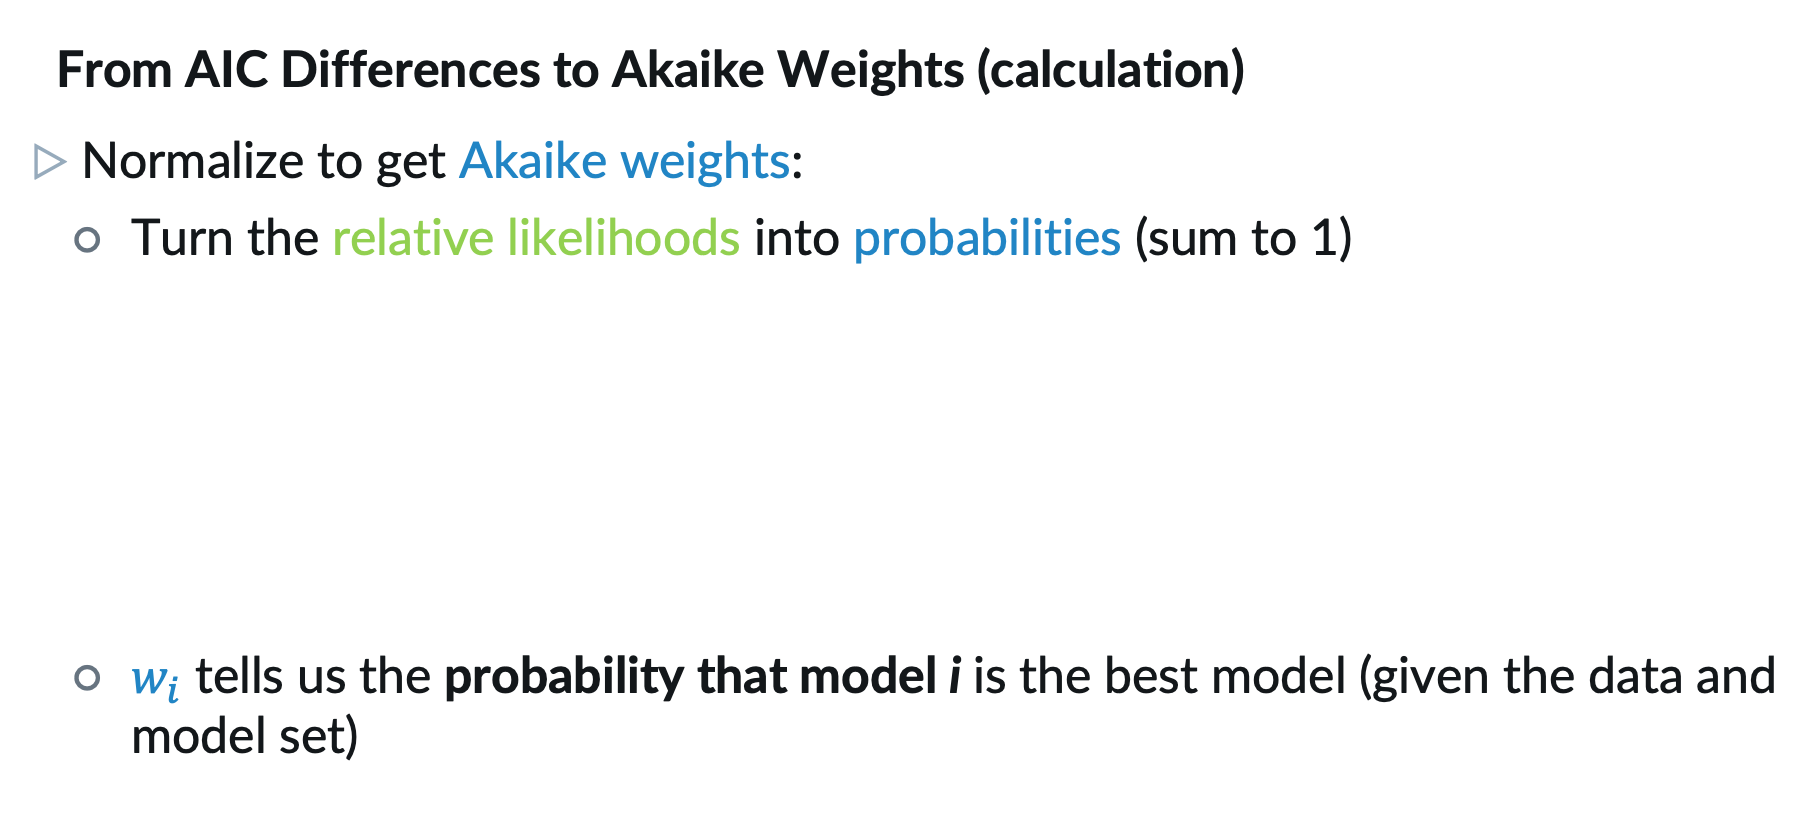 From AIC Differences to Akaike Weights (calculation)
Normalize to get Akaike weights:
Turn the relative likelihoods into probabilities (sum to 1)
wᵢ tells us the probability that model i is the best model (given the data and
model set)